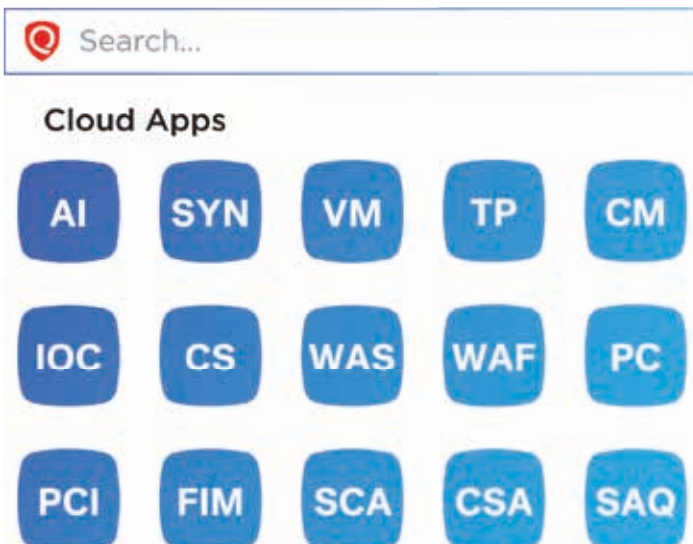 Search...
Cloud Apps
AI SYN VM TP CM
IOC CS WAS WAF PC
PCI FIM SCA CSA SAQ